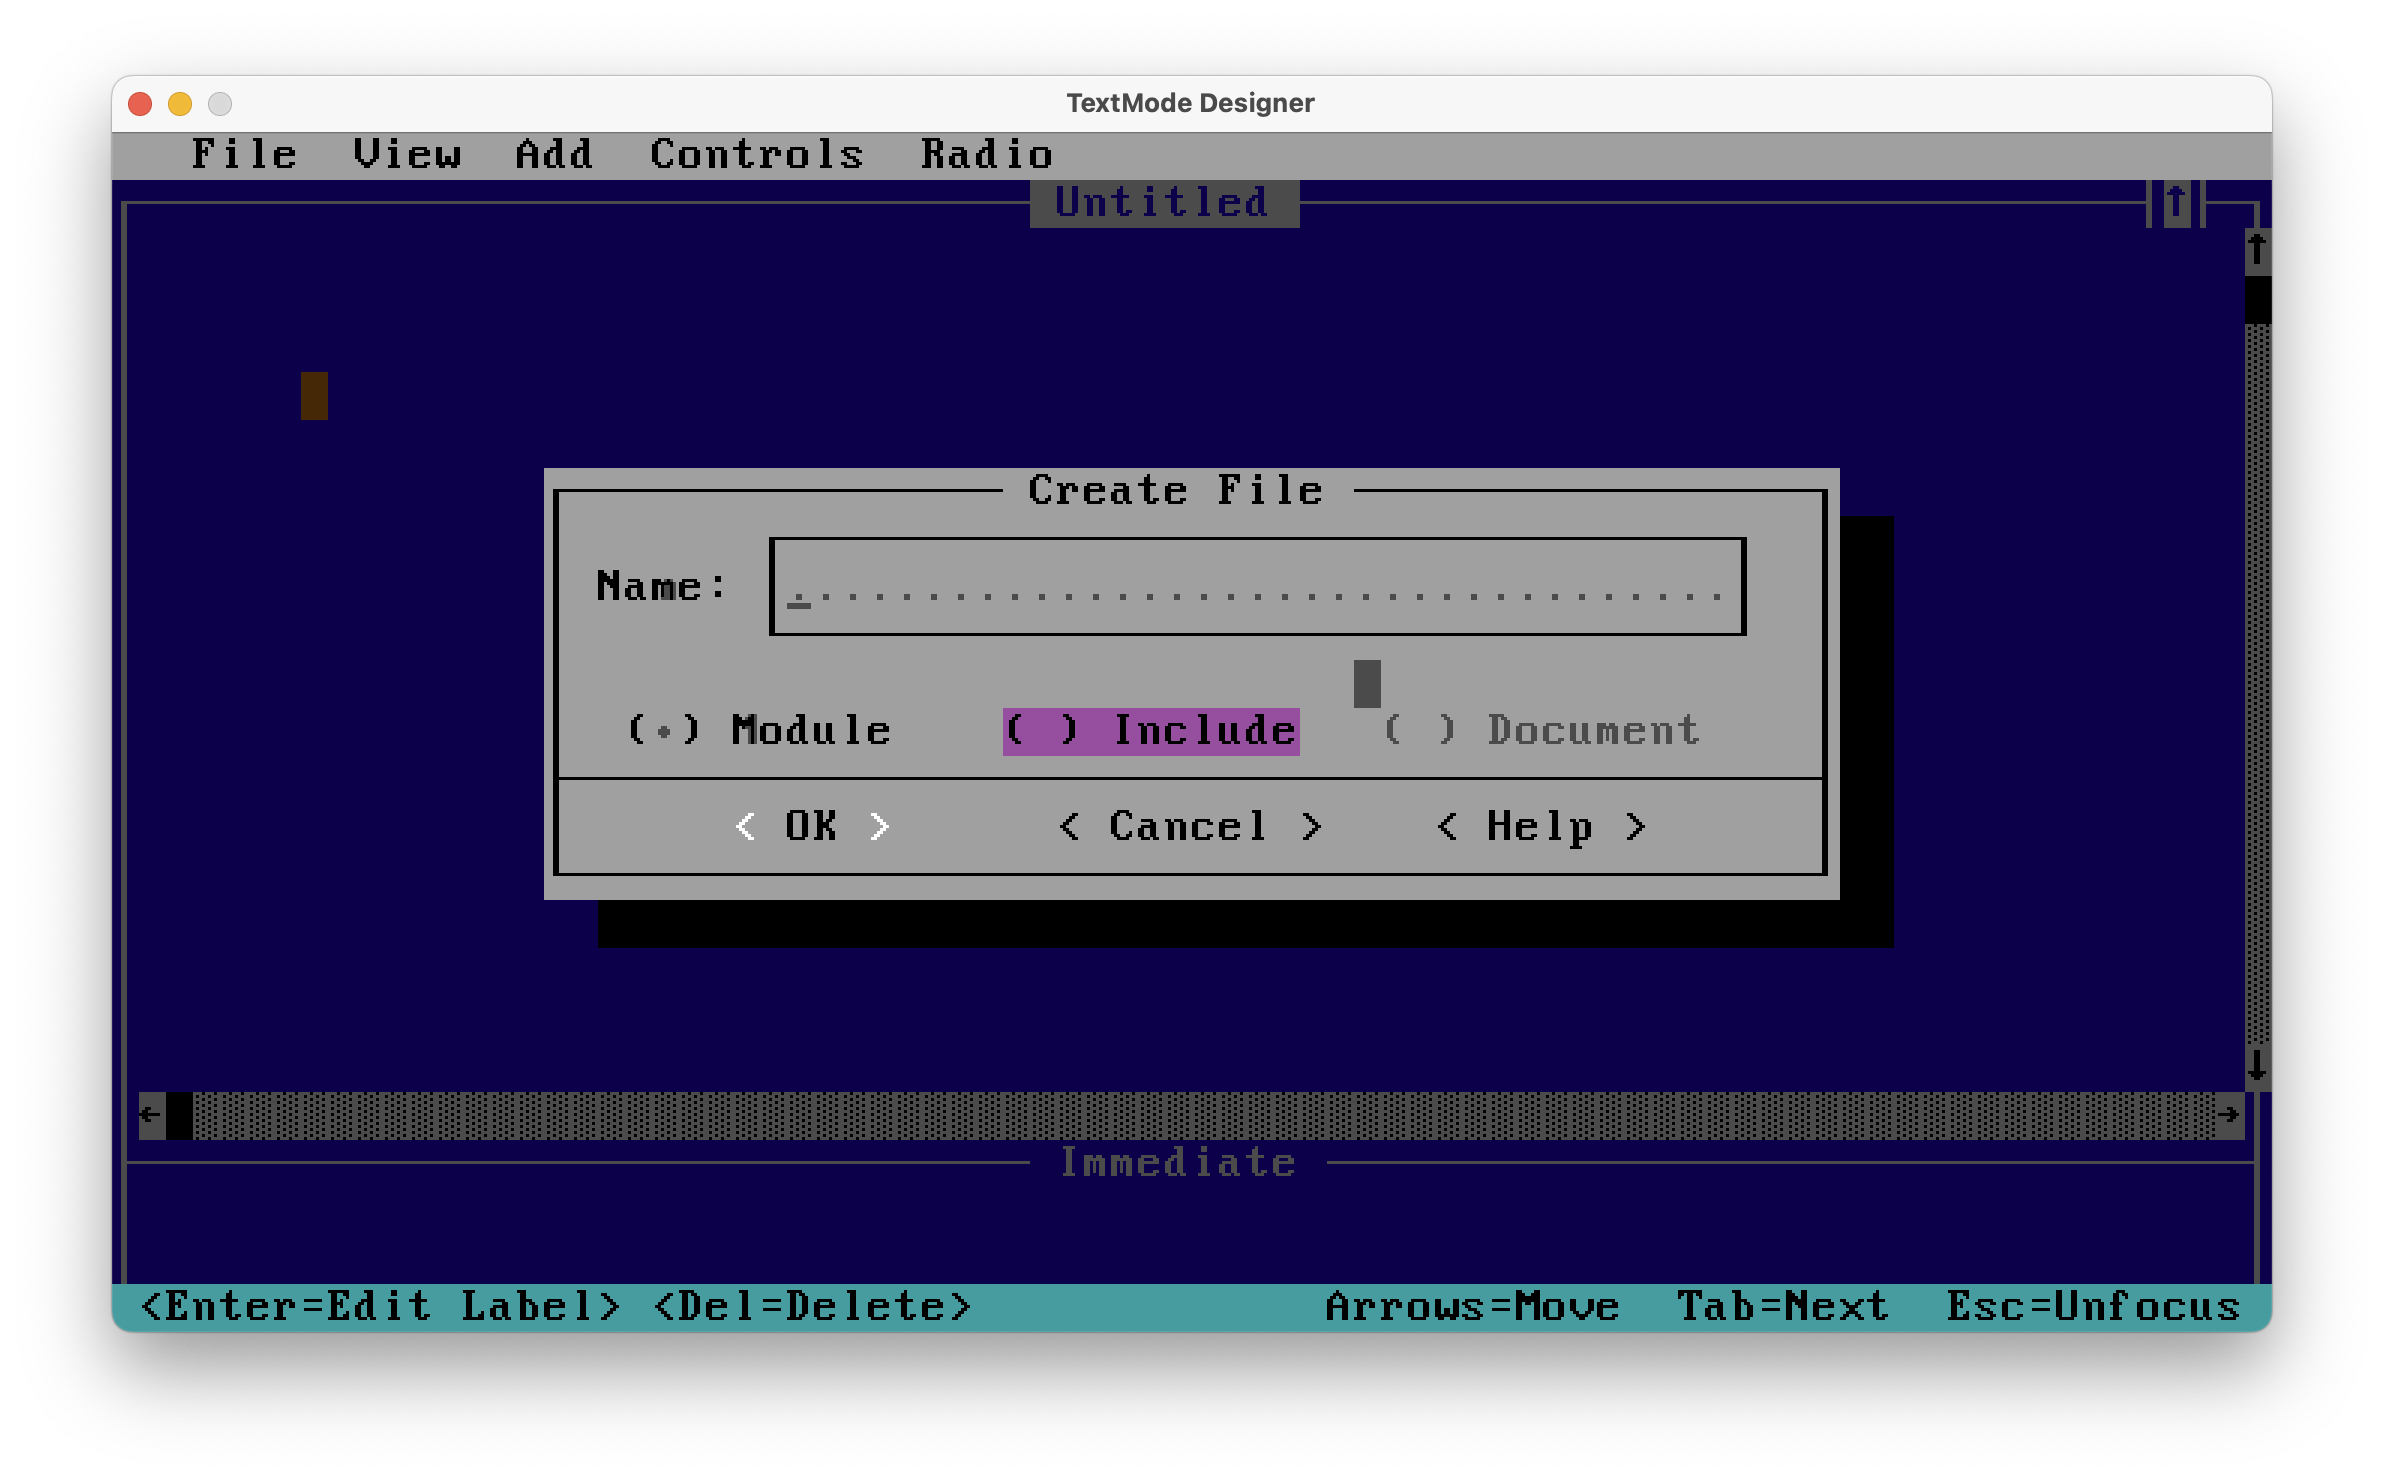 TextMode Designer
File View Add Controls Radio
Untitled
Create File
Name:
(•) Module ( ) Include ( ) Document
< OK > < Cancel > < Help >
Immediate
<Enter=Edit Label> <Del=Delete> Arrows=Move Tab=Next Esc=Unfocus